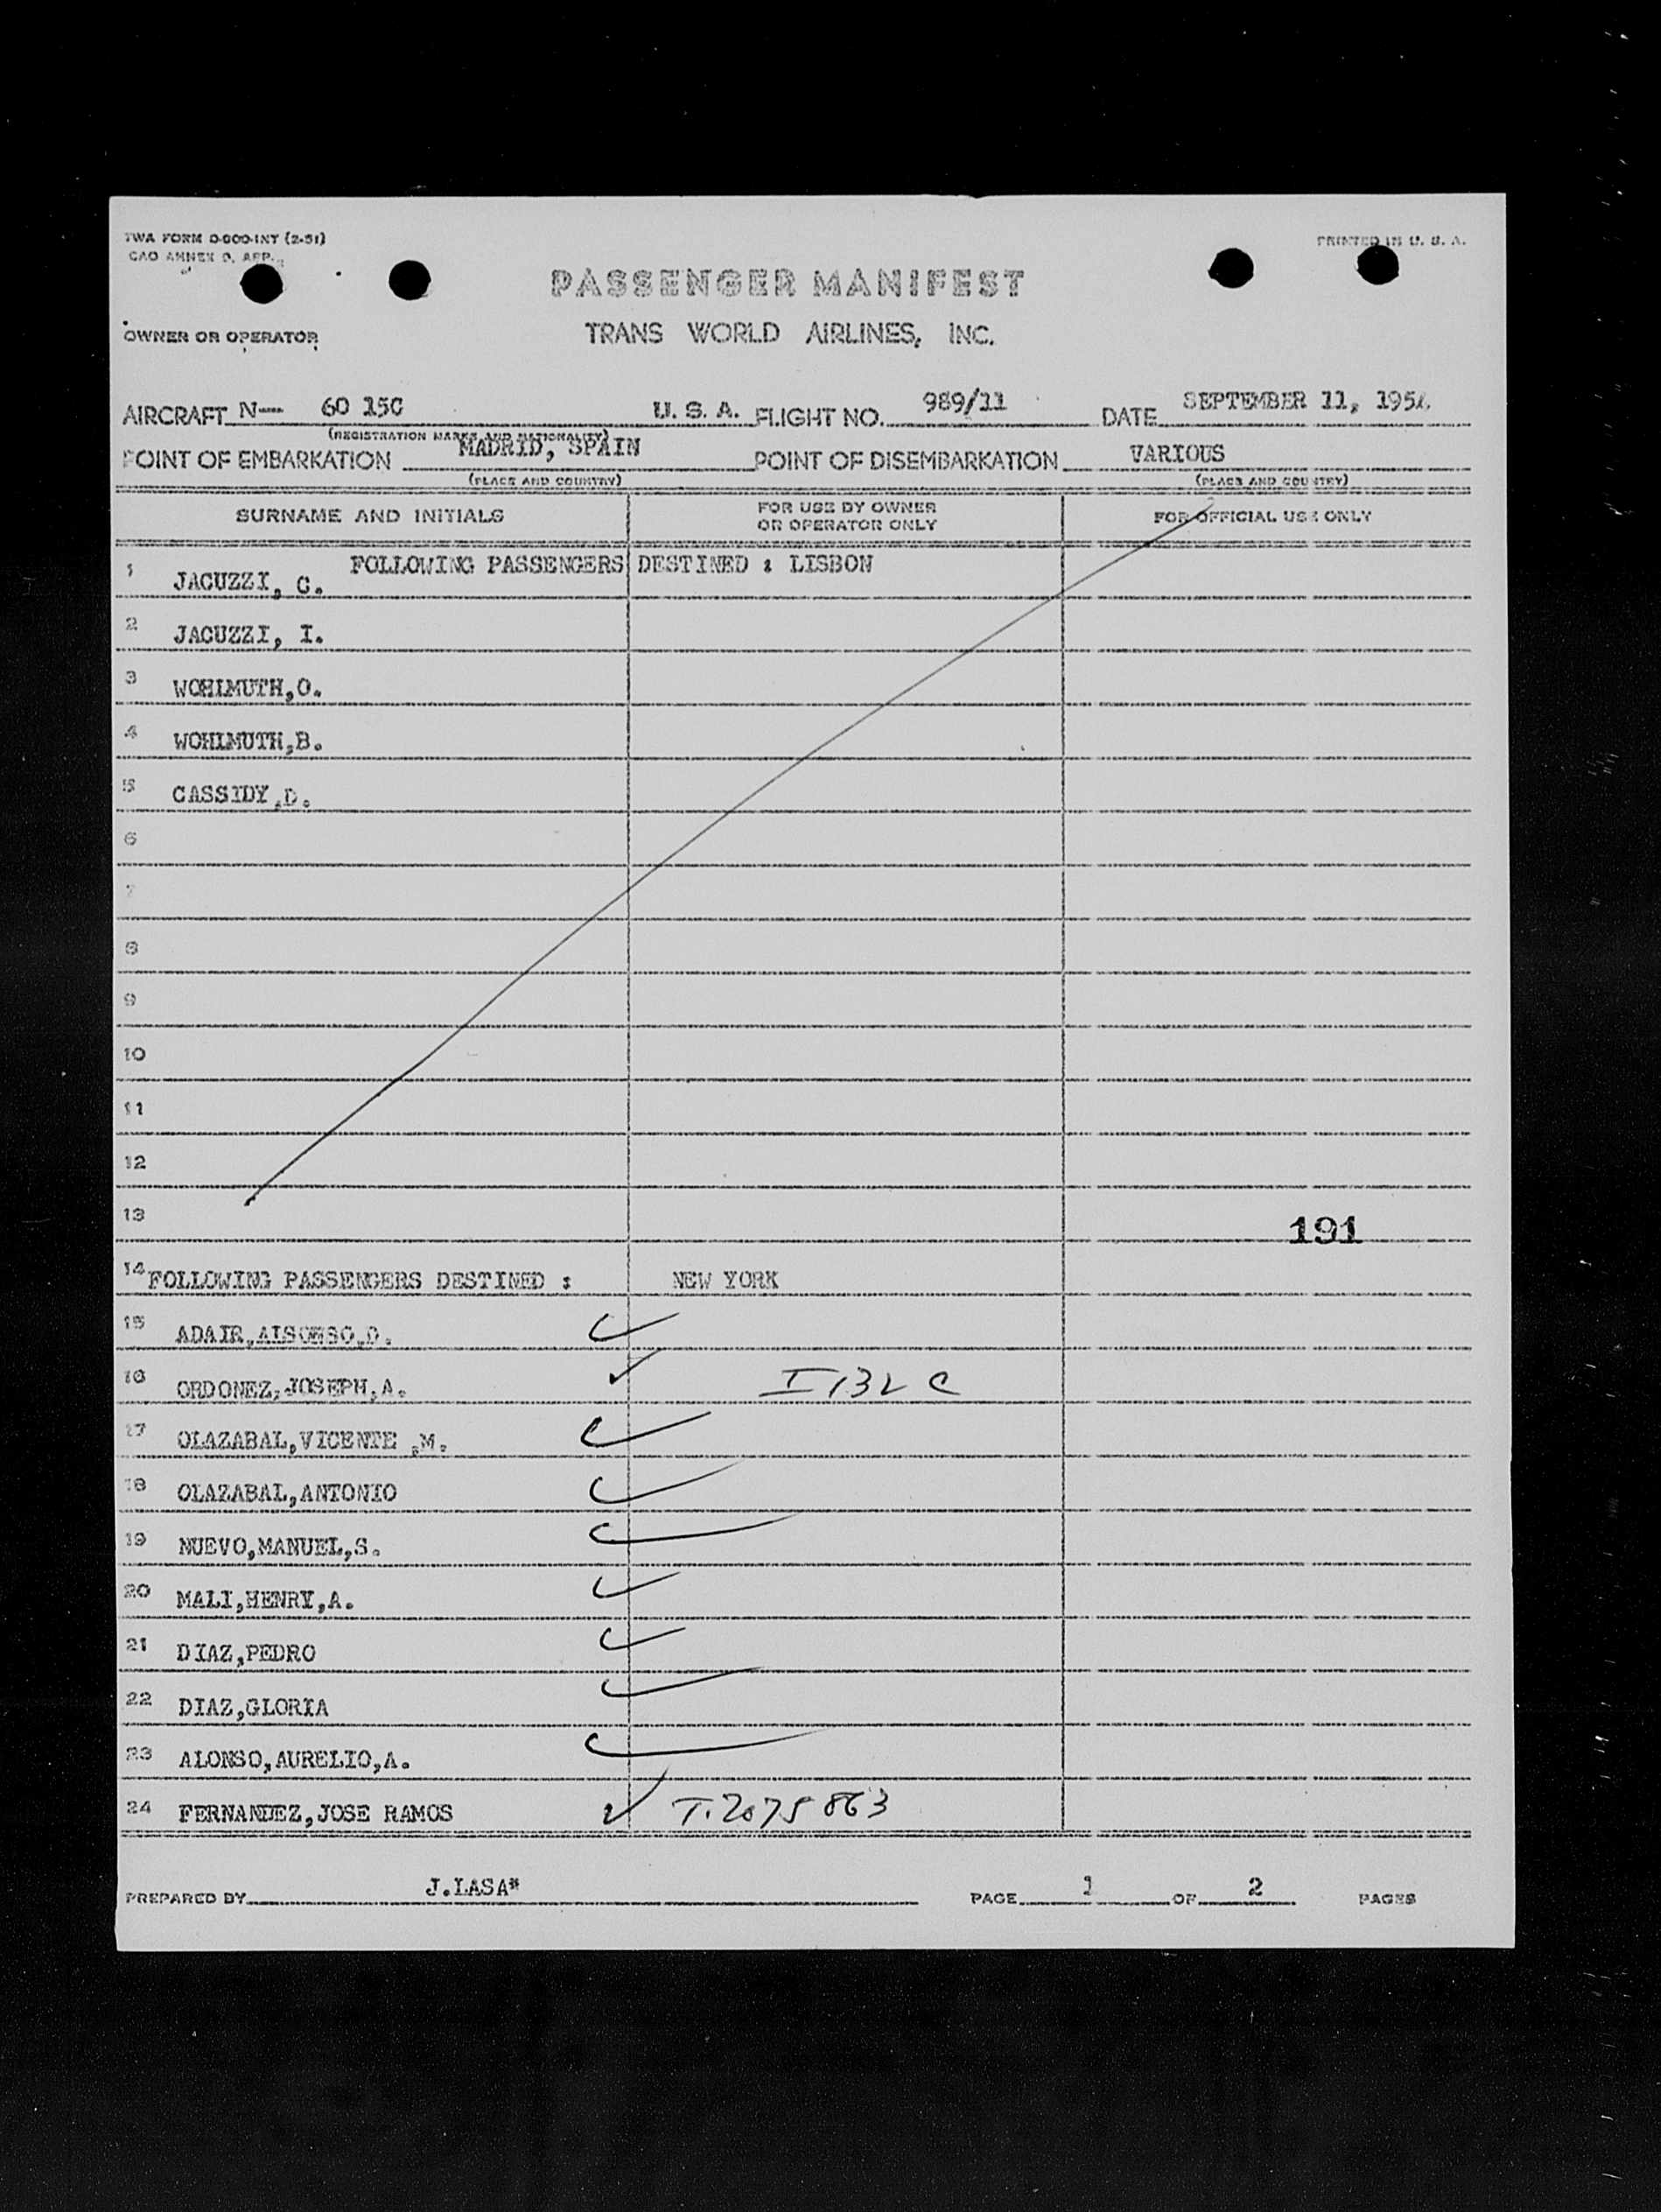 TWA FORM O-600-INT (2-51)
PRINTED IN U. S. A.
CAO ANNEX 9, APP.
PASSENGER MANIFEST
OWNER OR OPERATOR
TRANS WORLD AIRLINES, INC.
AIRCRAFT N— 60 15C U. S. A. FLIGHT NO. 989/11 DATE SEPTEMBER 11, 1954
(REGISTRATION MARKS AND NATIONALITY)
POINT OF EMBARKATION MADRID, SPAIN POINT OF DISEMBARKATION VARIOUS
(PLACE AND COUNTRY) (PLACE AND COUNTRY)
SURNAME AND INITIALS FOR USE BY OWNER OR OPERATOR ONLY FOR OFFICIAL USE ONLY
FOLLOWING PASSENGERS DESTINED : LISBON
1 JACUZZI, C.
2 JACUZZI, I.
3 WOHLMUTH,O.
4 WOHLMUTH,B.
5 CASSIDY,D.
6
7
8
9
10
11
12
13 191
14 FOLLOWING PASSENGERS DESTINED : NEW YORK
15 ADAIR,ALSONSO,O.
16 ORDONEZ,JOSEPH,A. I 132 C
17 OLAZABAL,VICENTE ,M.
18 OLAZABAL,ANTONIO
19 NUEVO,MANUEL,S.
20 MALI,HENRY,A.
21 DIAZ,PEDRO
22 DIAZ,GLORIA
23 ALONSO,AURELIO,A.
24 FERNANDEZ,JOSE RAMOS T.2075863
PREPARED BY J.LASA* PAGE 1 OF 2 PAGES